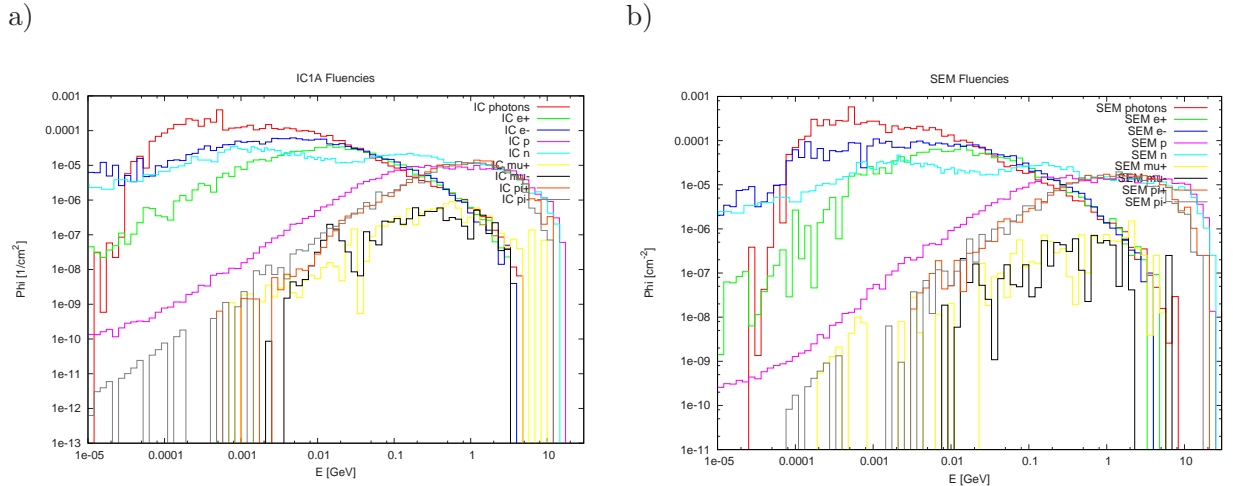 a)
IC1A Fluencies
Phi [1/cm²]
0.001
0.0001
1e-05
1e-06
1e-07
1e-08
1e-09
1e-10
1e-11
1e-12
1e-13
1e-05
0.0001
0.001
0.01
0.1
1
10
E [GeV]
IC photons
IC e+
IC e-
IC p
IC n
IC mu+
IC mu-
IC pi+
IC pi-
b)
SEM Fluencies
Phi [cm⁻²]
0.001
0.0001
1e-05
1e-06
1e-07
1e-08
1e-09
1e-10
1e-11
1e-05
0.0001
0.001
0.01
0.1
1
10
E [GeV]
SEM photons
SEM e+
SEM e-
SEM p
SEM n
SEM mu+
SEM mu-
SEM pi+
SEM pi-